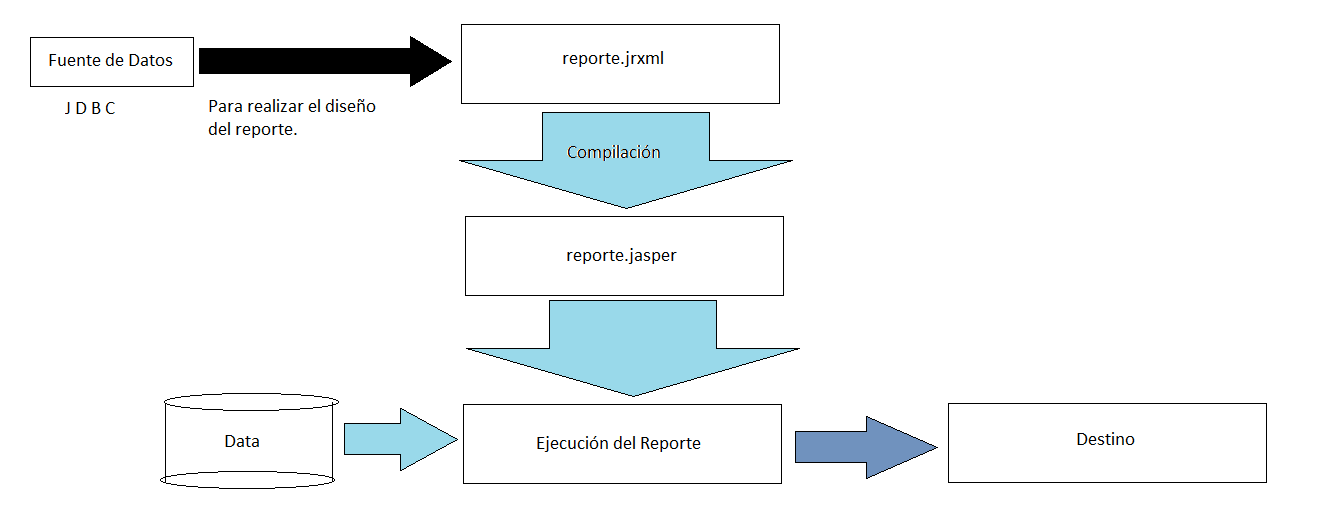 Fuente de Datos
reporte.jrxml
J D B C
Para realizar el diseño
del reporte.
Compilación
reporte.jasper
Data
Ejecución del Reporte
Destino